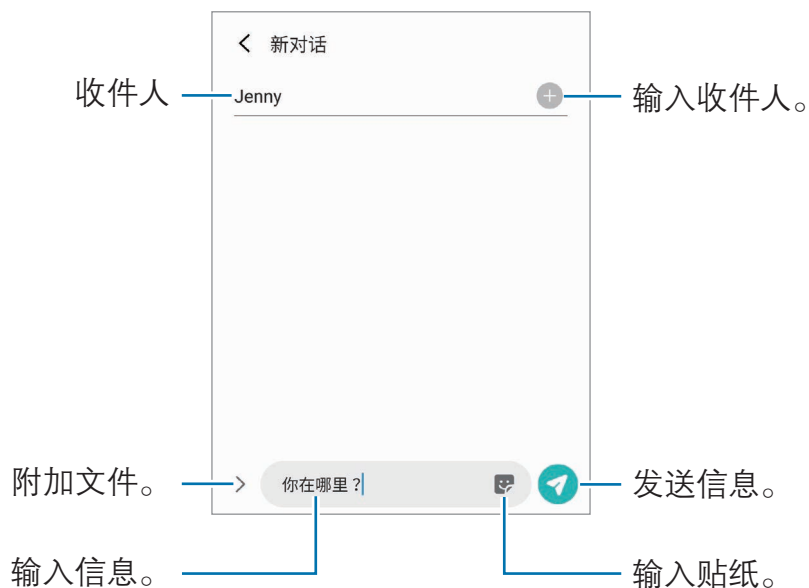 新对话
收件人
Jenny
输入收件人。
附加文件。
你在哪里？
发送信息。
输入信息。
输入贴纸。